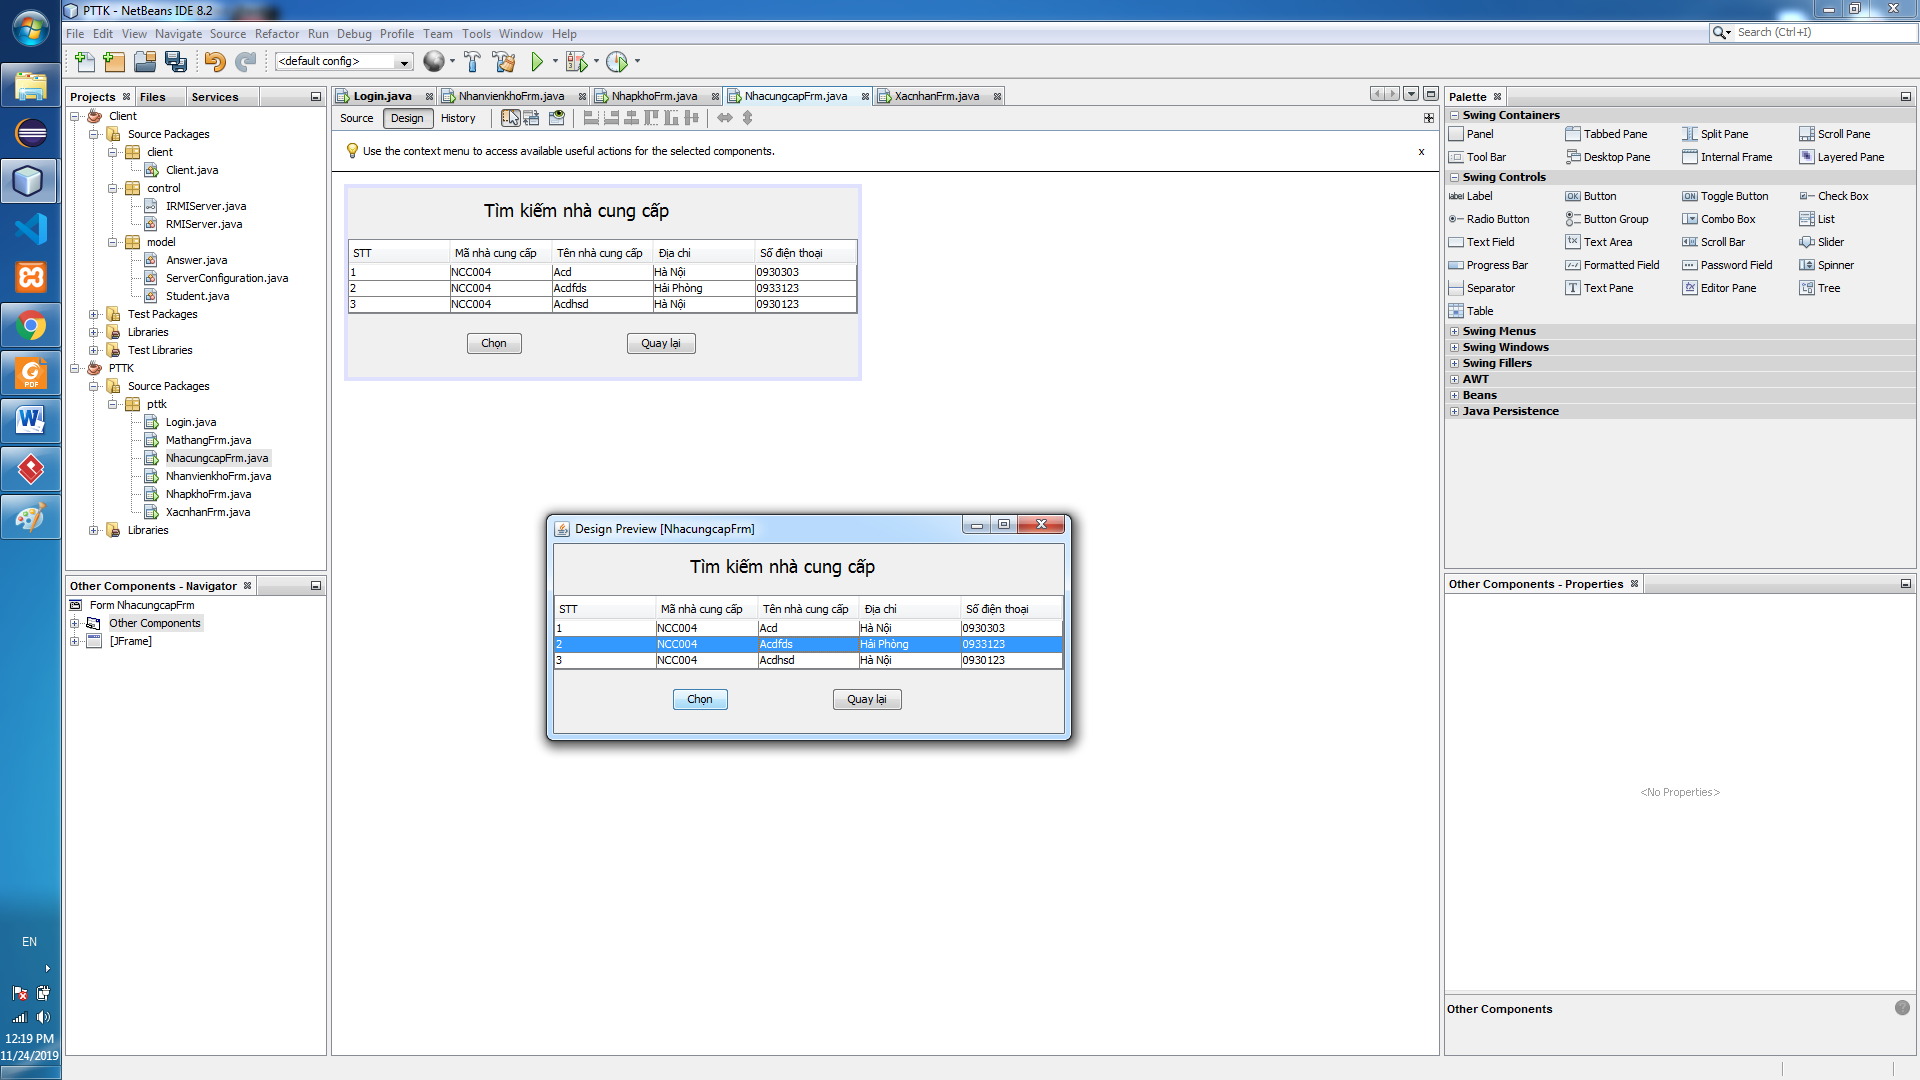 PTTK - NetBeans IDE 8.2
File Edit View Navigate Source Refactor Run Debug Profile Team Tools Window Help
Search (Ctrl+I)
<default config>
Projects Files Services
Client
Source Packages
client
Client.java
control
IRMIServer.java
RMIServer.java
model
Answer.java
ServerConfiguration.java
Student.java
Test Packages
Libraries
Test Libraries
PTTK
Source Packages
pttk
Login.java
MathangFrm.java
NhacungcapFrm.java
NhanvienkhoFrm.java
NhapkhoFrm.java
XacnhanFrm.java
Libraries
Other Components - Navigator
Form NhacungcapFrm
Other Components
[JFrame]
Login.java NhanvienkhoFrm.java NhapkhoFrm.java NhacungcapFrm.java XacnhanFrm.java
Source Design History
Use the context menu to access available useful actions for the selected components.
x
Tìm kiếm nhà cung cấp
STT Mã nhà cung cấp Tên nhà cung cấp Địa chỉ Số điện thoại
1 NCC004 Acd Hà Nội 0930303
2 NCC004 Acdfds Hải Phòng 0933123
3 NCC004 Acdhsd Hà Nội 0930123
Chọn Quay lại
Design Preview [NhacungcapFrm]
Tìm kiếm nhà cung cấp
STT Mã nhà cung cấp Tên nhà cung cấp Địa chỉ Số điện thoại
1 NCC004 Acd Hà Nội 0930303
2 NCC004 Acdfds Hải Phòng 0933123
3 NCC004 Acdhsd Hà Nội 0930123
Chọn Quay lại
Palette
Swing Containers
Panel Tabbed Pane Split Pane Scroll Pane
Tool Bar Desktop Pane Internal Frame Layered Pane
Swing Controls
Label Button Toggle Button Check Box
Radio Button Button Group Combo Box List
Text Field Text Area Scroll Bar Slider
Progress Bar Formatted Field Password Field Spinner
Separator Text Pane Editor Pane Tree
Table
Swing Menus
Swing Windows
Swing Fillers
AWT
Beans
Java Persistence
Other Components - Properties
<No Properties>
Other Components
PDF
EN
12:19 PM
11/24/2019